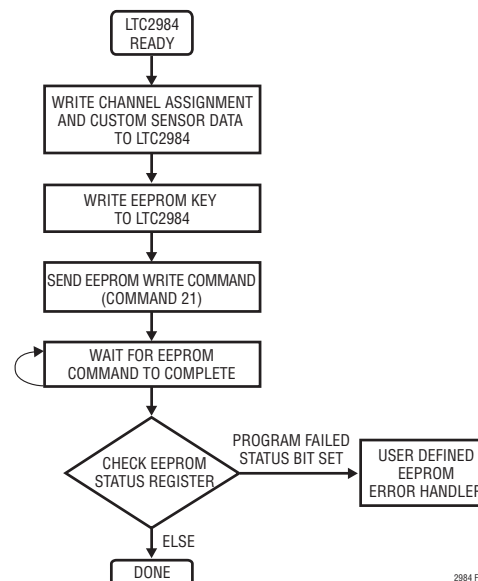 LTC2984
READY
WRITE CHANNEL ASSIGNMENT
AND CUSTOM SENSOR DATA
TO LTC2984
WRITE EEPROM KEY
TO LTC2984
SEND EEPROM WRITE COMMAND
(COMMAND 21)
WAIT FOR EEPROM
COMMAND TO COMPLETE
CHECK EEPROM
STATUS REGISTER
PROGRAM FAILED
STATUS BIT SET
USER DEFINED
EEPROM
ERROR HANDLER
ELSE
DONE
2984 F